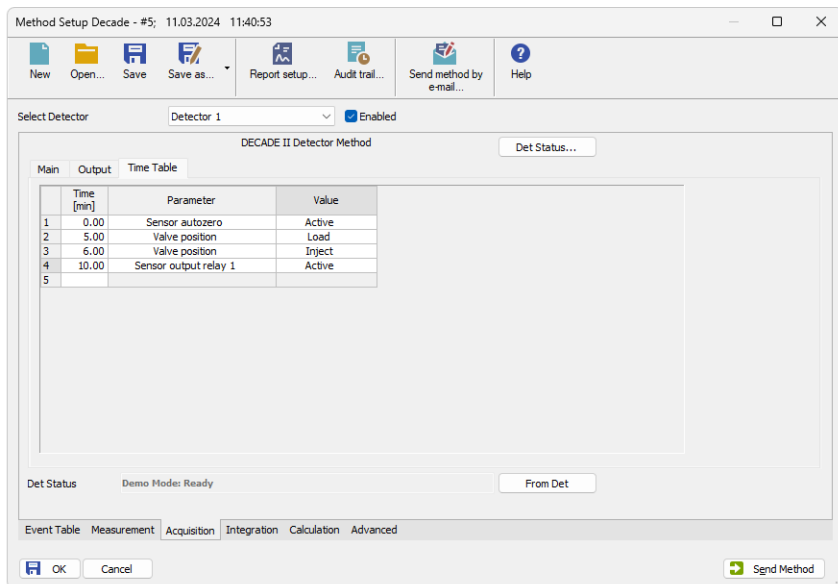 Method Setup Decade - #5;  11.03.2024  11:40:53
New Open... Save Save as... Report setup... Audit trail... Send method by e-mail... Help
Select Detector Detector 1 Enabled
DECADE II Detector Method Det Status...
Main Output Time Table
Time [min] Parameter Value
1 0.00 Sensor autozero Active
2 5.00 Valve position Load
3 6.00 Valve position Inject
4 10.00 Sensor output relay 1 Active
5
Det Status Demo Mode: Ready From Det
Event Table Measurement Acquisition Integration Calculation Advanced
OK Cancel Send Method